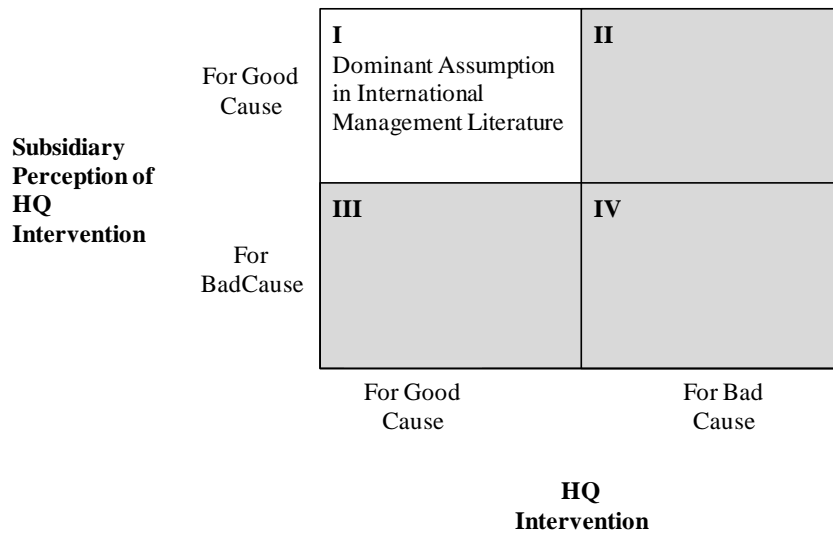 I
Dominant Assumption
in International
Management Literature
II
For Good
Cause
Subsidiary
Perception of
HQ
Intervention
III
IV
For
BadCause
For Good
Cause
For Bad
Cause
HQ
Intervention